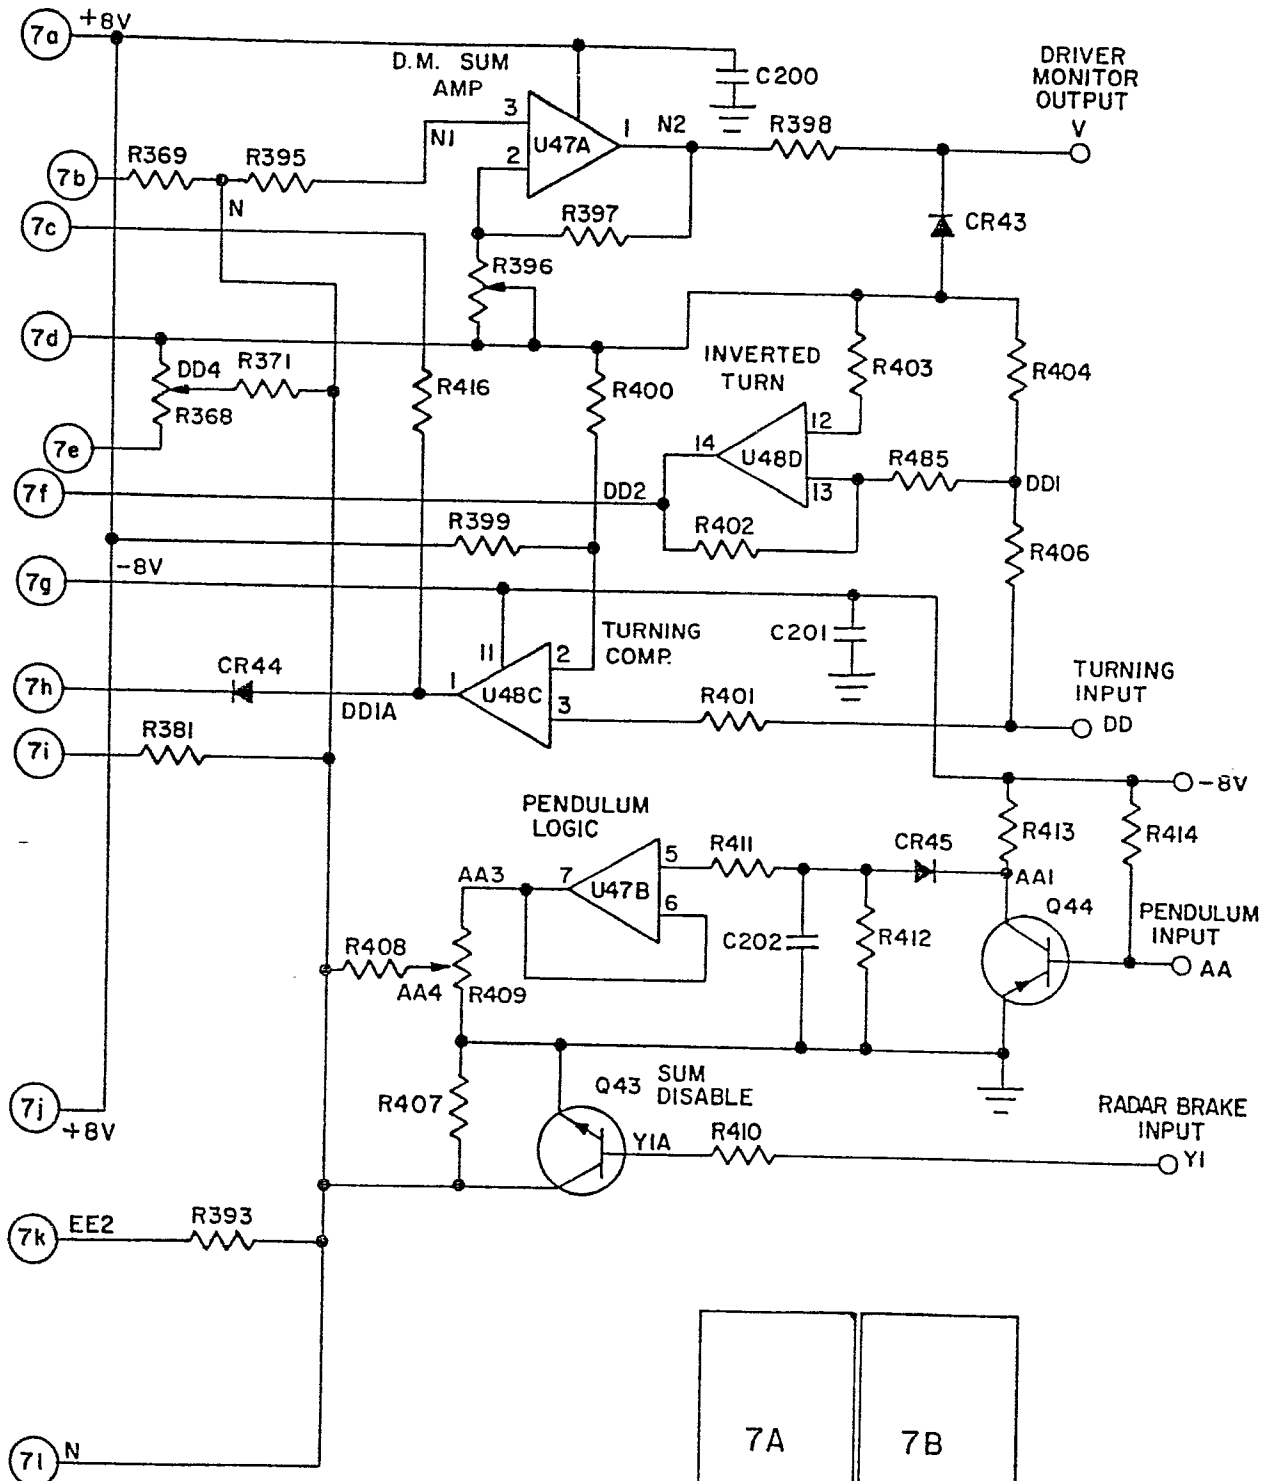 7a
+8V
D.M. SUM
AMP
C200
DRIVER
MONITOR
OUTPUT
V
3
N1
U47A
1
N2
R398
2
7b
R369
R395
N
7c
R397
CR43
R396
7d
DD4
R371
R368
R416
R400
INVERTED
TURN
R403
R404
7e
12
14
U48D
13
R485
DD1
7f
DD2
R402
R399
R406
7g
-8V
C201
TURNING
COMP.
11
2
7h
CR44
1
U48C
3
DD1A
R401
TURNING
INPUT
DD
7i
R381
-8V
PENDULUM
LOGIC
R413
R414
5
R411
CR45
AA3
7
U47B
6
AA1
Q44
PENDULUM
INPUT
AA
C202
R412
R408
AA4
R409
7j
+8V
R407
Q43
SUM
DISABLE
Y1A
R410
RADAR BRAKE
INPUT
Y1
7k
EE2
R393
7l
N
7A
7B